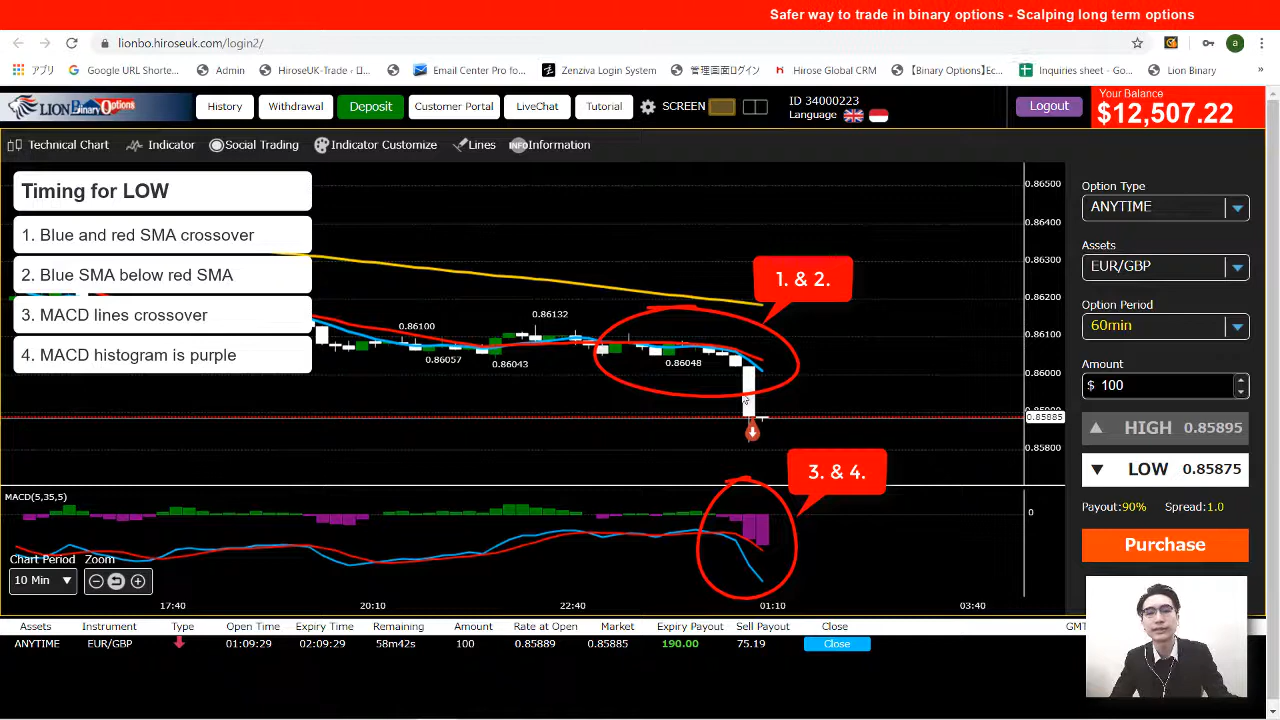 Safer way to trade in binary options - Scalping long term options
lionbo.hiroseuk.com/login2/
a
アプリ Google URL Shorte... Admin HiroseUK-Trade Email Center Pro fo... Zenziva Login System 管理画面ログイン Hirose Global CRM 【Binary Options】Ec... Inquiries sheet - Go... Lion Binary »
LION Binary Options History Withdrawal Deposit Customer Portal LiveChat Tutorial SCREEN
ID 34000223
Language
Logout
Your Balance
$12,507.22
Technical Chart Indicator Social Trading Indicator Customize Lines INFO Information
Timing for LOW
1. Blue and red SMA crossover
2. Blue SMA below red SMA
3. MACD lines crossover
4. MACD histogram is purple
1. & 2.
3. & 4.
0.86100
0.86057
0.86132
0.86043
0.86048
0.86500
0.86400
0.86300
0.86200
0.86100
0.86000
0.85885
0.85800
MACD(5,35,5)
0
Chart Period Zoom
10 Min
17:40 20:10 22:40 01:10 03:40
Option Type
ANYTIME
Assets
EUR/GBP
Option Period
60min
Amount
$ 100
HIGH 0.85895
LOW 0.85875
Payout:90% Spread:1.0
Purchase
Assets Instrument Type Open Time Expiry Time Remaining Amount Rate at Open Market Expiry Payout Sell Payout Close GMT
ANYTIME EUR/GBP 01:09:29 02:09:29 58m42s 100 0.85889 0.85885 190.00 75.19 Close